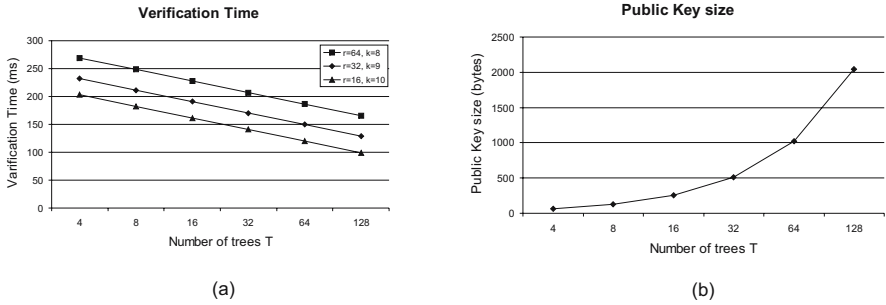 Verification Time
300
250
200
150
100
50
0
Varification Time (ms)
r=64, k=8
r=32, k=9
r=16, k=10
4 8 16 32 64 128
Number of trees T
(a)
Public Key size
2500
2000
1500
1000
500
0
Public Key size (bytes)
4 8 16 32 64 128
Number of trees T
(b)